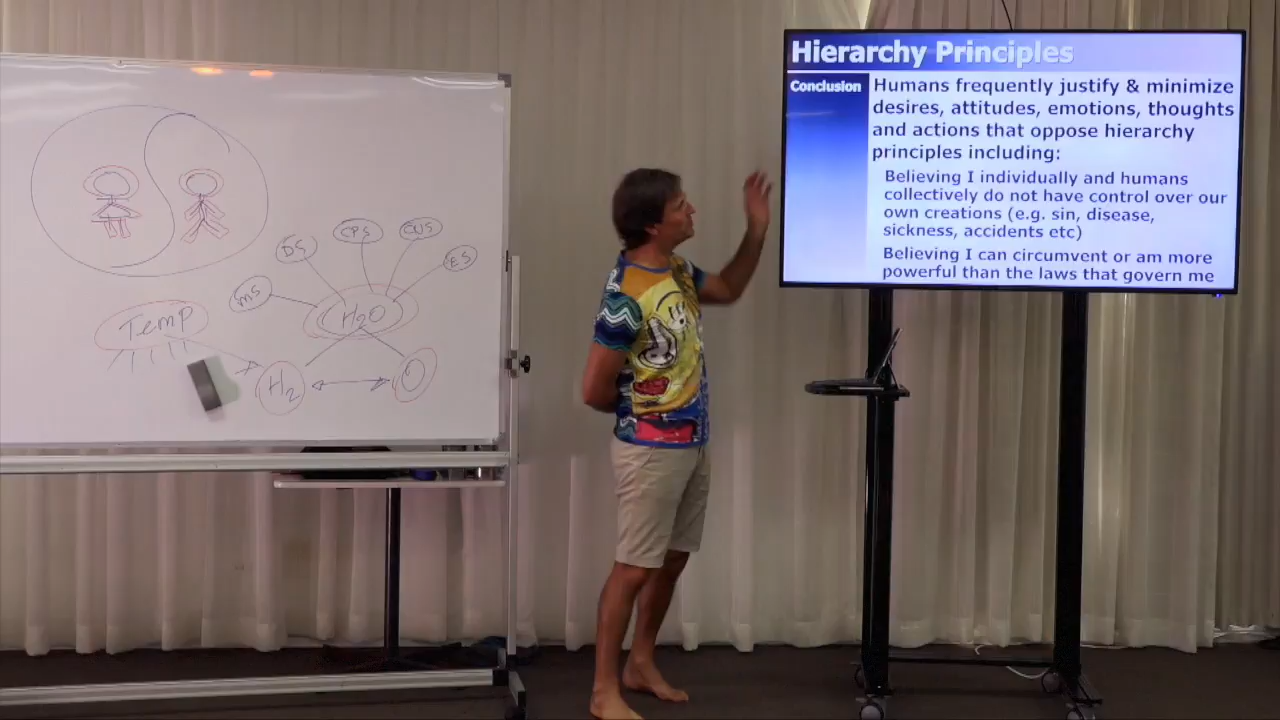 Hierarchy Principles
Conclusion
Humans frequently justify & minimize
desires, attitudes, emotions, thoughts
and actions that oppose hierarchy
principles including:
Believing I individually and humans
collectively do not have control over our
own creations (e.g. sin, disease,
sickness, accidents etc)
Believing I can circumvent or am more
powerful than the laws that govern me
DS
CPS
CNS
ES
MS
H2O
Temp
H2
O